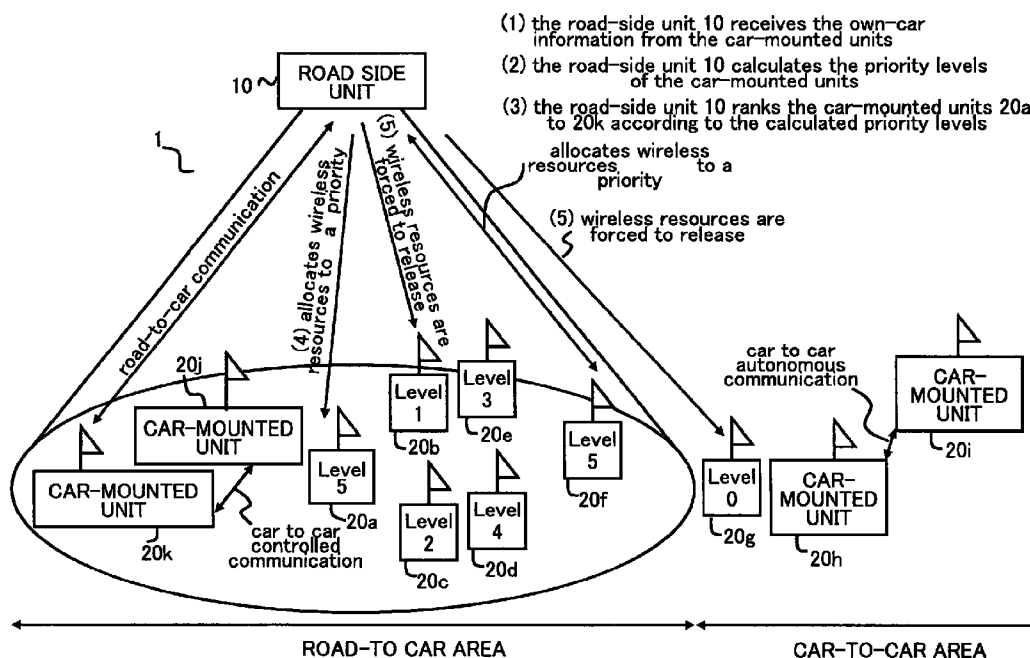 (1) the road-side unit 10 receives the own-car
information from the car-mounted units
(2) the road-side unit 10 calculates the priority levels
of the car-mounted units
(3) the road-side unit 10 ranks the car-mounted units 20a
to 20k according to the calculated priority levels
10
ROAD SIDE
UNIT
1
allocates wireless
resources to a
priority
(5) wireless resources are
forced to release
road-to-car communication
(4) allocates wireless
resources to a priority
(5) wireless resources are
forced to release
20j
CAR-MOUNTED
UNIT
CAR-MOUNTED
UNIT
20k
car to car
controlled
communication
Level
5
20a
Level
1
20b
Level
3
20e
Level
2
20c
Level
4
20d
Level
5
20f
Level
0
20g
car to car
autonomous
communication
CAR-
MOUNTED
UNIT
20h
CAR-
MOUNTED
UNIT
20i
ROAD-TO CAR AREA
CAR-TO-CAR AREA